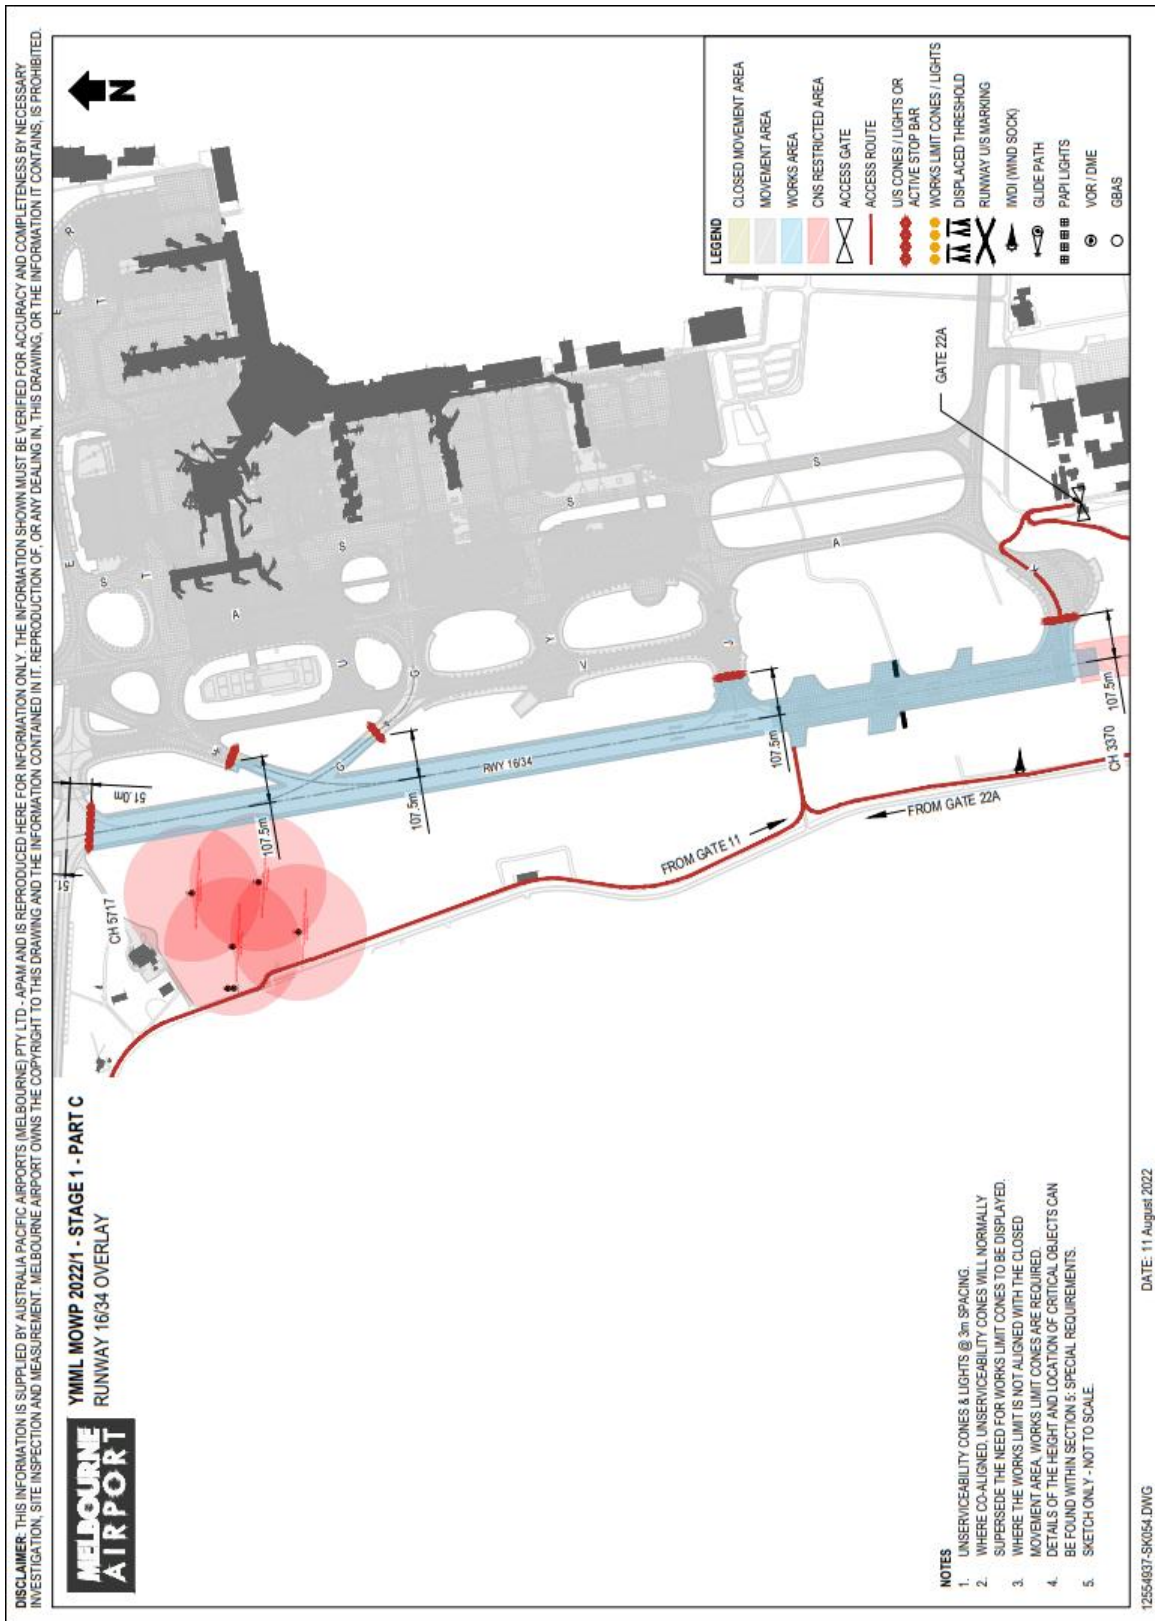 DISCLAIMER: THIS INFORMATION IS SUPPLIED BY AUSTRALIA PACIFIC AIRPORTS (MELBOURNE) PTY LTD - APAM AND IS REPRODUCED HERE FOR INFORMATION ONLY. THE INFORMATION SHOWN MUST BE VERIFIED FOR ACCURACY AND COMPLETENESS BY NECESSARY
INVESTIGATION, SITE INSPECTION AND MEASUREMENT. MELBOURNE AIRPORT OWNS THE COPYRIGHT TO THIS DRAWING AND THE INFORMATION CONTAINED IN IT. REPRODUCTION OF, OR ANY DEALING IN, THIS DRAWING, OR THE INFORMATION IT CONTAINS, IS PROHIBITED.
MELBOURNE
AIRPORT
YMML MOWP 2022/1 - STAGE 1 - PART C
RUNWAY 16/34 OVERLAY
N
CH 5717
51.
51.0m
107.5m
107.5m
107.5m
107.5m
CH 3370
RWY 16/34
FROM GATE 11
FROM GATE 22A
GATE 22A
E
S
T
A
U
S
G
G
Y
V
J
S
A
S
E
T
R
LEGEND
CLOSED MOVEMENT AREA
MOVEMENT AREA
WORKS AREA
CNS RESTRICTED AREA
ACCESS GATE
ACCESS ROUTE
U/S CONES / LIGHTS OR
ACTIVE STOP BAR
WORKS LIMIT CONES / LIGHTS
DISPLACED THRESHOLD
RUNWAY U/S MARKING
IWDI (WIND SOCK)
GLIDE PATH
PAPI LIGHTS
VOR / DME
GBAS
NOTES
1. UNSERVICEABILITY CONES & LIGHTS @ 3m SPACING.
2. WHERE CO-ALIGNED, UNSERVICEABILITY CONES WILL NORMALLY
SUPERSEDE THE NEED FOR WORKS LIMIT CONES TO BE DISPLAYED.
3. WHERE THE WORKS LIMIT IS NOT ALIGNED WITH THE CLOSED
MOVEMENT AREA, WORKS LIMIT CONES ARE REQUIRED.
4. DETAILS OF THE HEIGHT AND LOCATION OF CRITICAL OBJECTS CAN
BE FOUND WITHIN SECTION 5: SPECIAL REQUIREMENTS.
5. SKETCH ONLY - NOT TO SCALE.
12554937-SK054.DWG
DATE: 11 August 2022